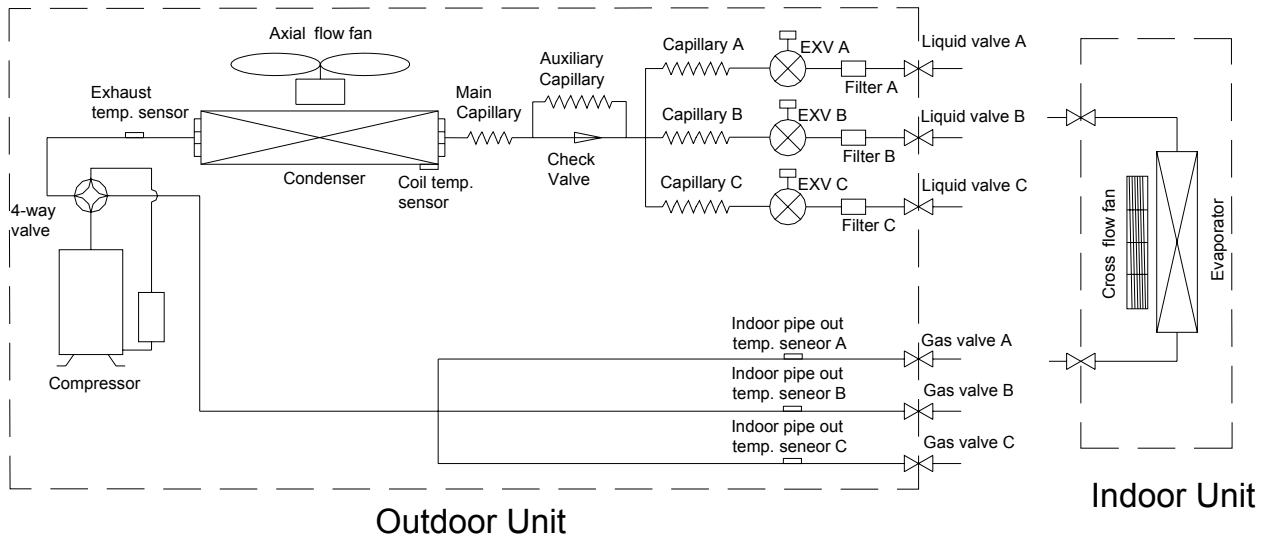 Axial flow fan
Exhaust
temp. sensor
Condenser
Coil temp.
sensor
4-way
valve
Compressor
Main
Capillary
Auxiliary
Capillary
Check
Valve
Capillary A
EXV A
Filter A
Liquid valve A
Capillary B
EXV B
Filter B
Liquid valve B
Capillary C
EXV C
Filter C
Liquid valve C
Indoor pipe out
temp. seneor A
Gas valve A
Indoor pipe out
temp. seneor B
Gas valve B
Indoor pipe out
temp. seneor C
Gas valve C
Outdoor Unit
Cross flow fan
Evaporator
Indoor Unit